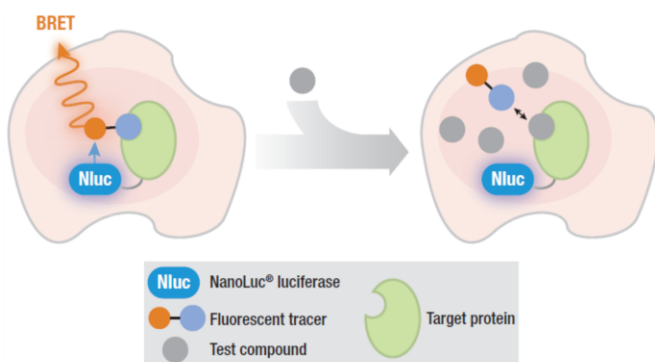 BRET
Nluc
Nluc
Nluc NanoLuc® luciferase
Fluorescent tracer
Target protein
Test compound